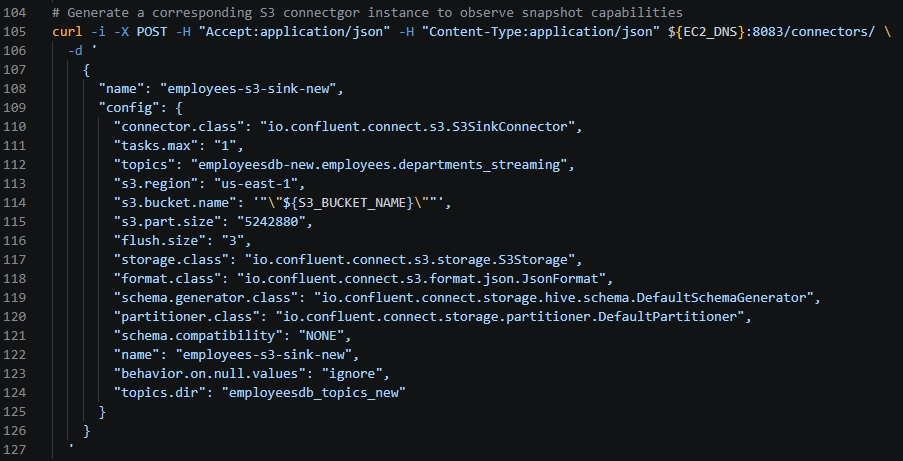 104 # Generate a corresponding S3 connectgor instance to observe snapshot capabilities
105 curl -i -X POST -H "Accept:application/json" -H "Content-Type:application/json" ${EC2_DNS}:8083/connectors/ \
106   -d '
107     {
108       "name": "employees-s3-sink-new",
109       "config": {
110         "connector.class": "io.confluent.connect.s3.S3SinkConnector",
111         "tasks.max": "1",
112         "topics": "employeesdb-new.employees.departments_streaming",
113         "s3.region": "us-east-1",
114         "s3.bucket.name": '"\"${S3_BUCKET_NAME}\""',
115         "s3.part.size": "5242880",
116         "flush.size": "3",
117         "storage.class": "io.confluent.connect.s3.storage.S3Storage",
118         "format.class": "io.confluent.connect.s3.format.json.JsonFormat",
119         "schema.generator.class": "io.confluent.connect.storage.hive.schema.DefaultSchemaGenerator",
120         "partitioner.class": "io.confluent.connect.storage.partitioner.DefaultPartitioner",
121         "schema.compatibility": "NONE",
122         "name": "employees-s3-sink-new",
123         "behavior.on.null.values": "ignore",
124         "topics.dir": "employeesdb_topics_new"
125       }
126     }
127   '